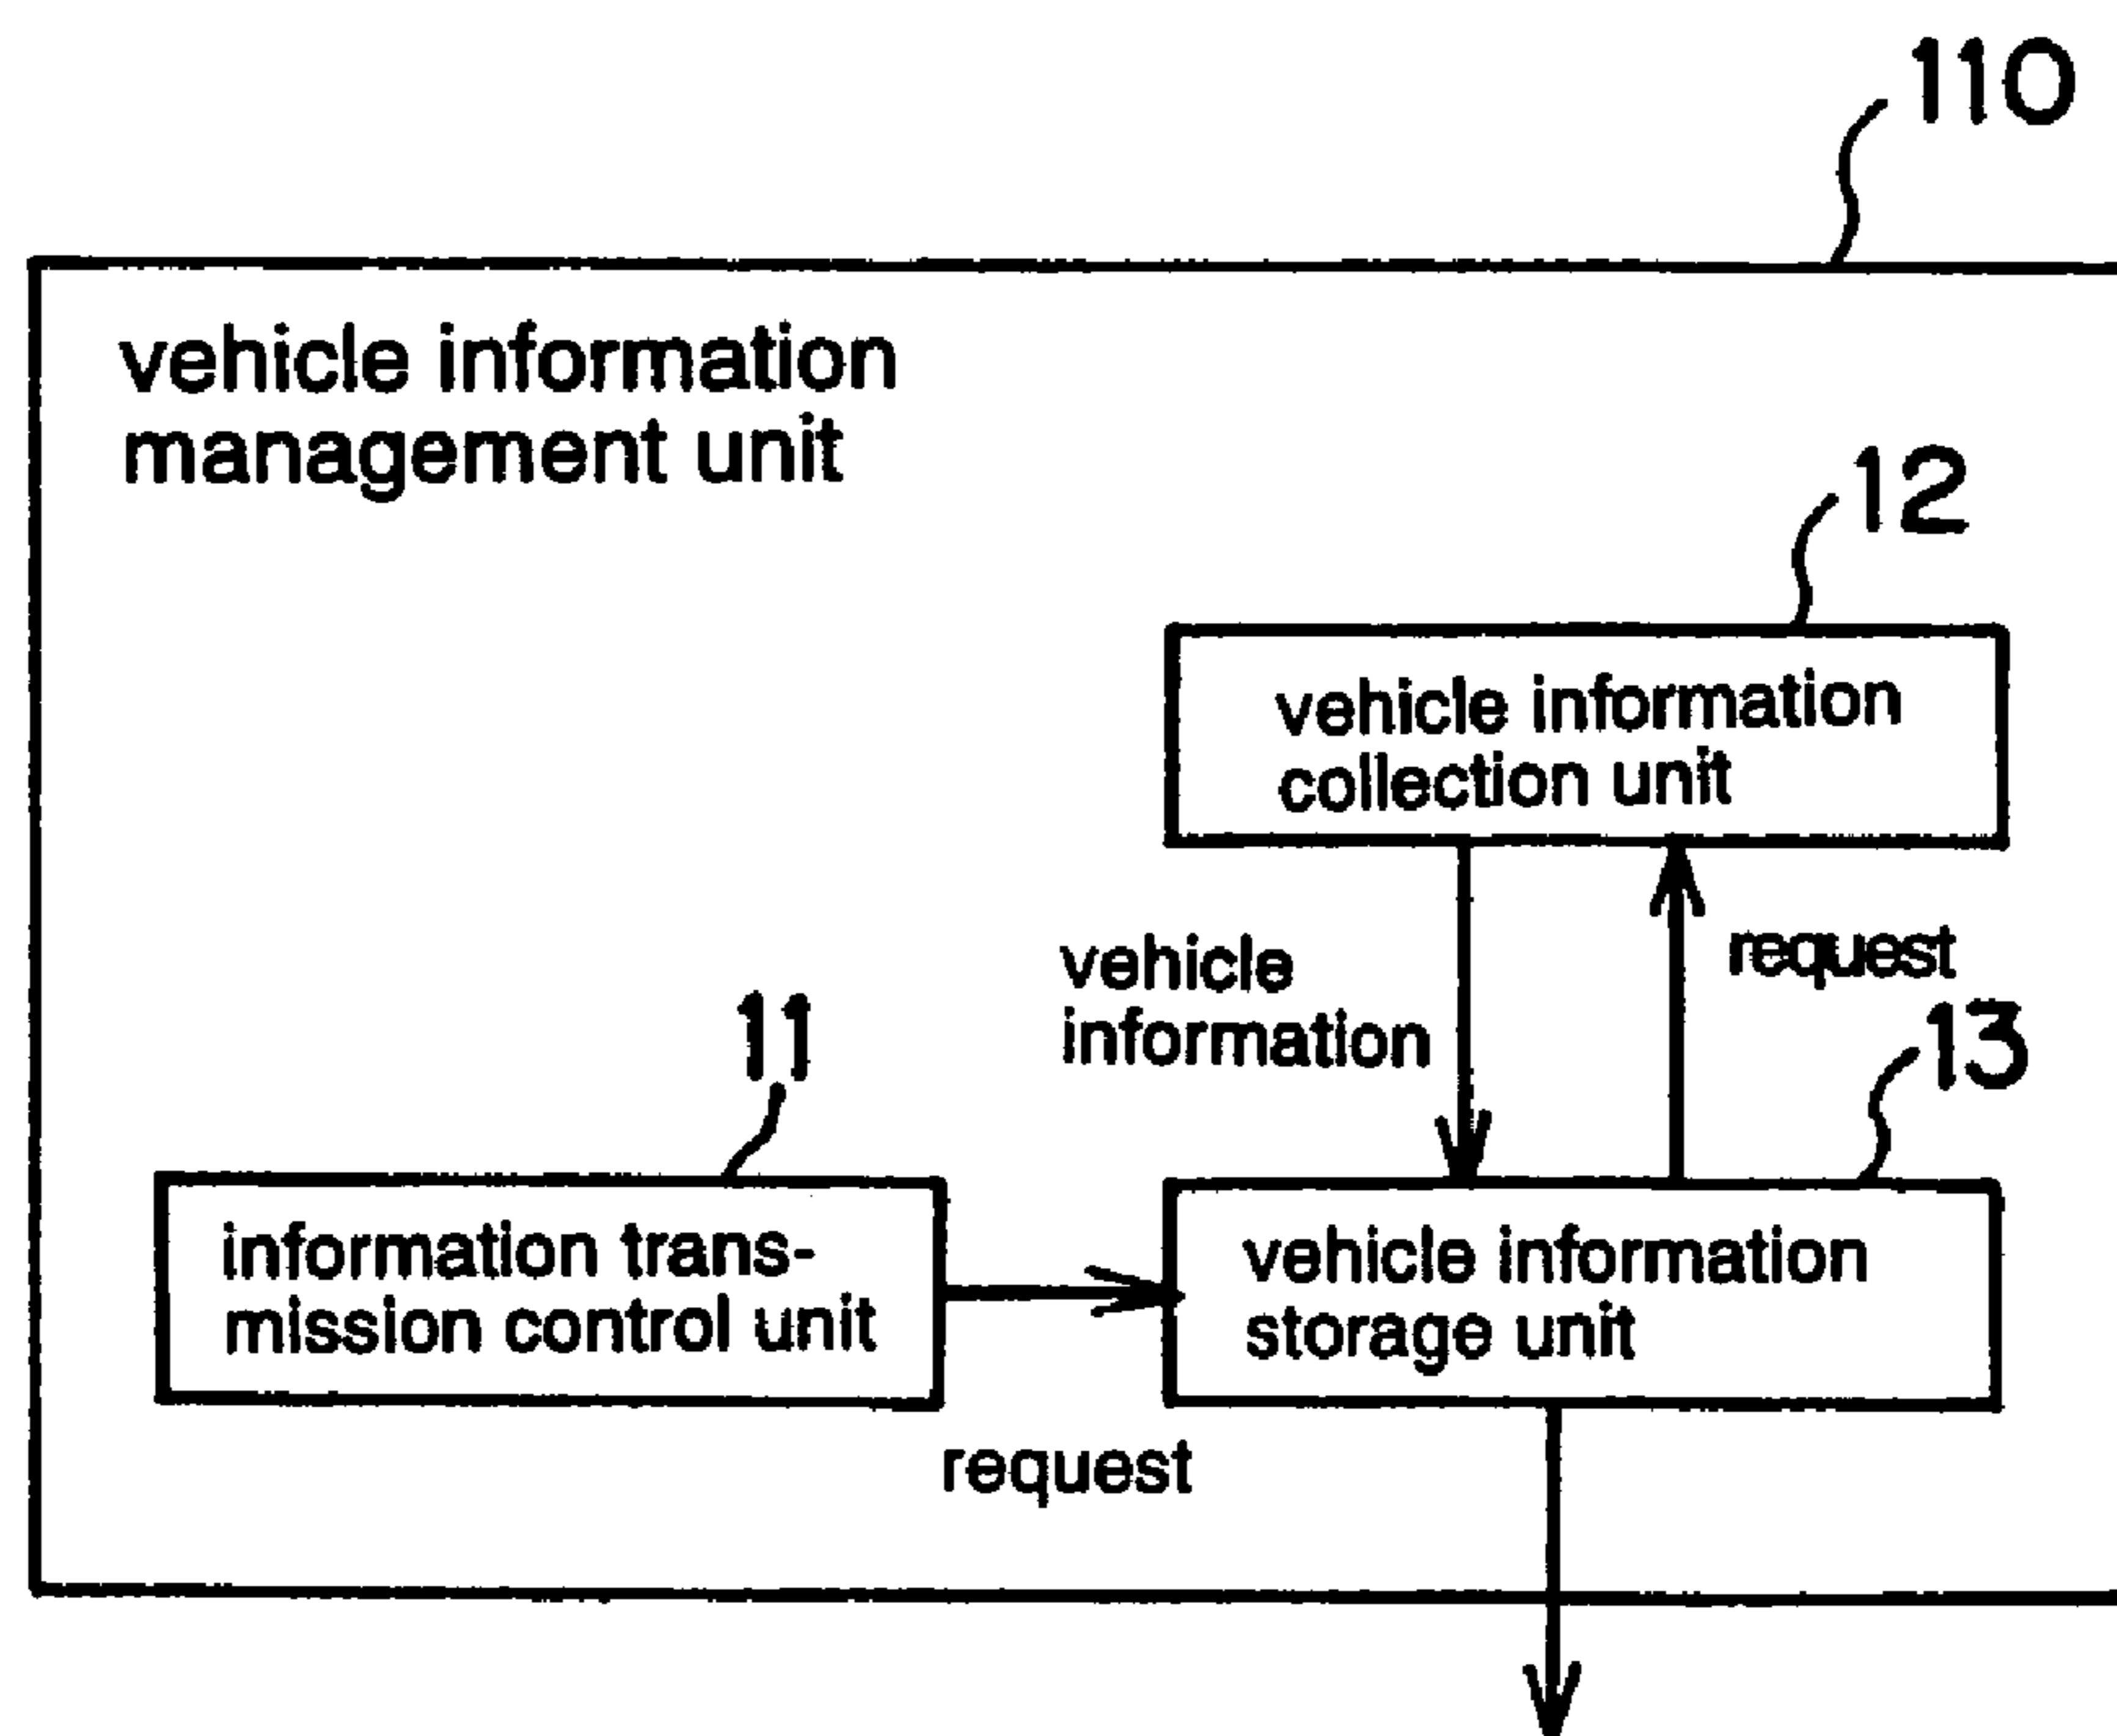 110
vehicle information
management unit
12
vehicle information
collection unit
vehicle
information
request
11
13
information trans-
mission control unit
vehicle information
storage unit
request